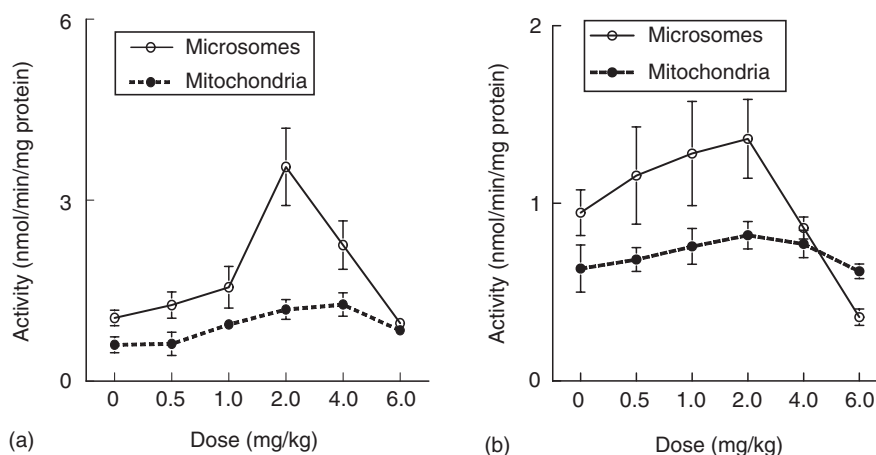 6
Microsomes
Mitochondria
3
0
Activity (nmol/min/mg protein)
0 0.5 1.0 2.0 4.0 6.0
(a) Dose (mg/kg)
2
Microsomes
Mitochondria
1
0
Activity (nmol/min/mg protein)
0 0.5 1.0 2.0 4.0 6.0
(b) Dose (mg/kg)